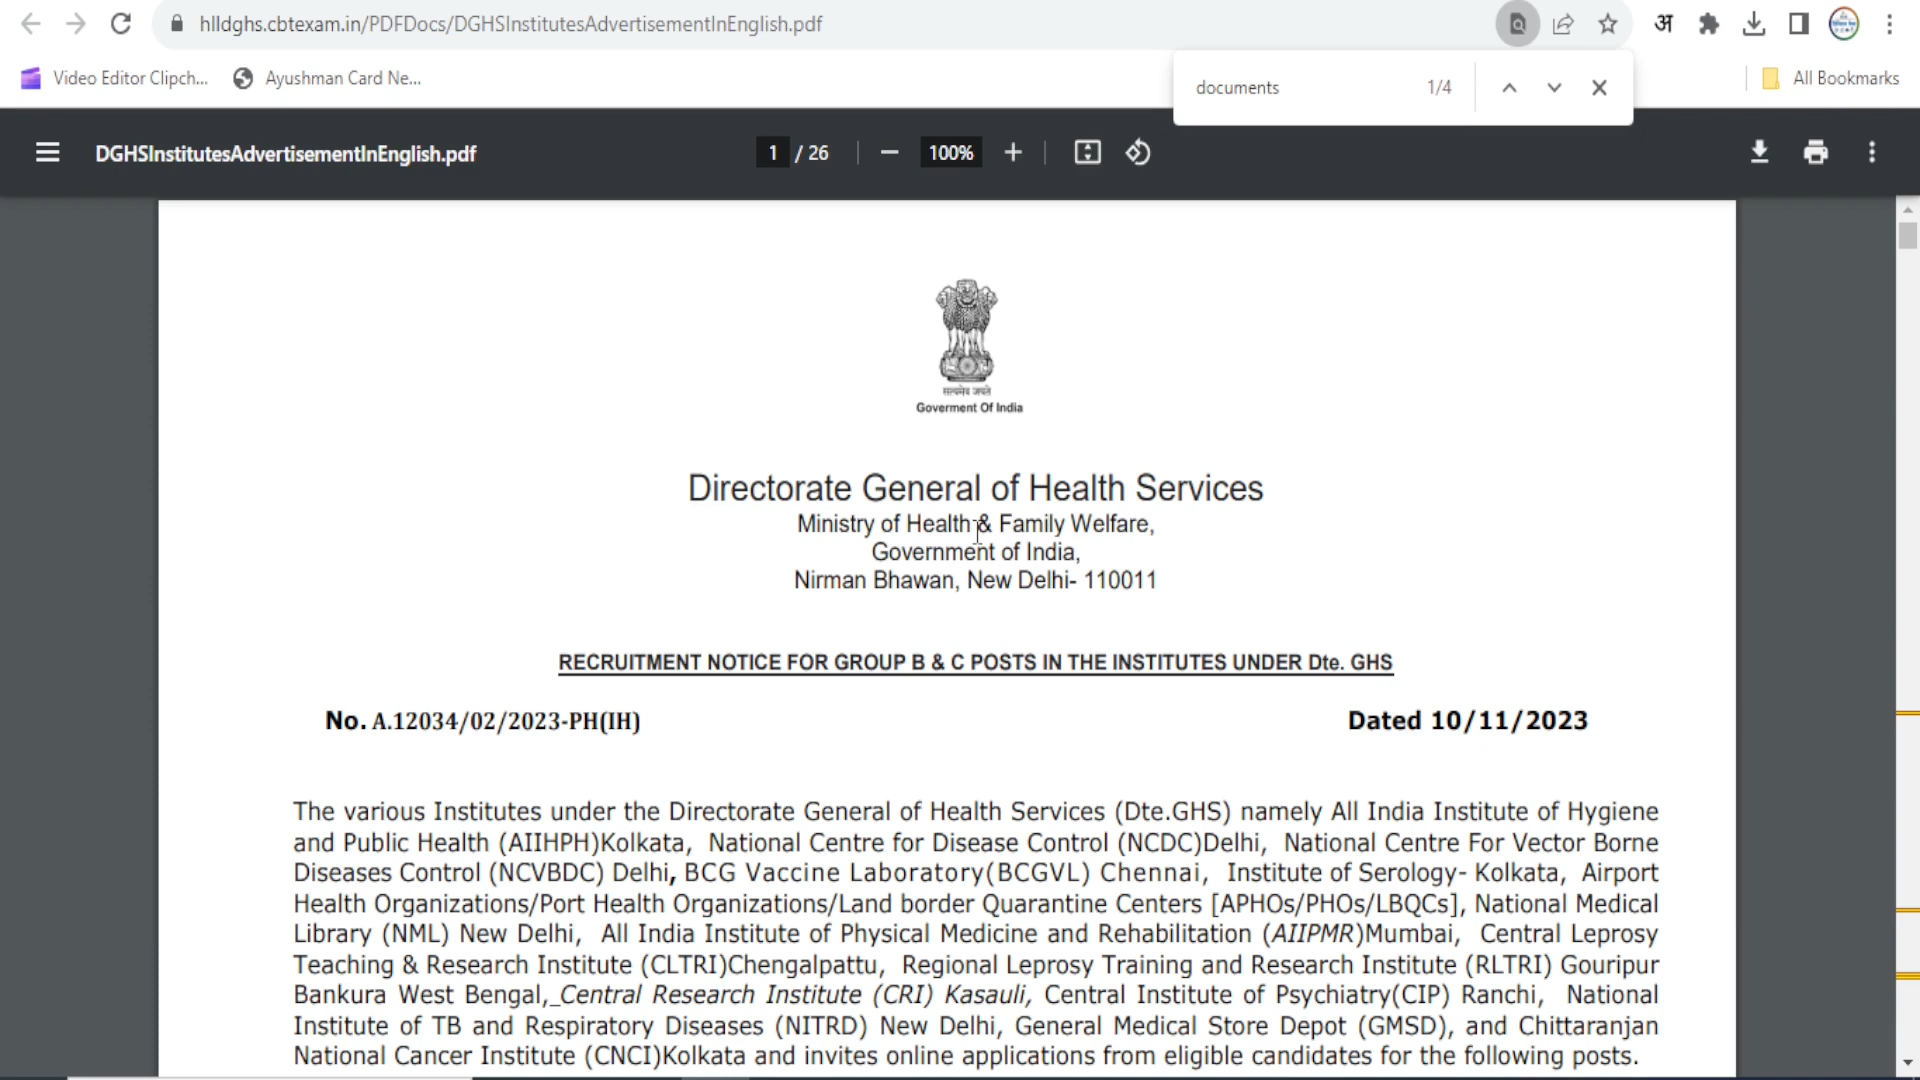 hlldghs.cbtexam.in/PDFDocs/DGHSInstitutesAdvertisementInEnglish.pdf
अ
Video Editor Clipch...
Ayushman Card Ne...
documents
1/4
All Bookmarks
DGHSInstitutesAdvertisementInEnglish.pdf
1 / 26
100%
सत्यमेव जयते
Goverment Of India
Directorate General of Health Services
Ministry of Health & Family Welfare,
Government of India,
Nirman Bhawan, New Delhi- 110011
RECRUITMENT NOTICE FOR GROUP B & C POSTS IN THE INSTITUTES UNDER Dte. GHS
No. A.12034/02/2023-PH(IH)
Dated 10/11/2023
The various Institutes under the Directorate General of Health Services (Dte.GHS) namely All India Institute of Hygiene
and Public Health (AIIHPH)Kolkata, National Centre for Disease Control (NCDC)Delhi, National Centre For Vector Borne
Diseases Control (NCVBDC) Delhi, BCG Vaccine Laboratory(BCGVL) Chennai, Institute of Serology- Kolkata, Airport
Health Organizations/Port Health Organizations/Land border Quarantine Centers [APHOs/PHOs/LBQCs], National Medical
Library (NML) New Delhi, All India Institute of Physical Medicine and Rehabilitation (AIIPMR)Mumbai, Central Leprosy
Teaching & Research Institute (CLTRI)Chengalpattu, Regional Leprosy Training and Research Institute (RLTRI) Gouripur
Bankura West Bengal,_Central Research Institute (CRI) Kasauli, Central Institute of Psychiatry(CIP) Ranchi, National
Institute of TB and Respiratory Diseases (NITRD) New Delhi, General Medical Store Depot (GMSD), and Chittaranjan
National Cancer Institute (CNCI)Kolkata and invites online applications from eligible candidates for the following posts.